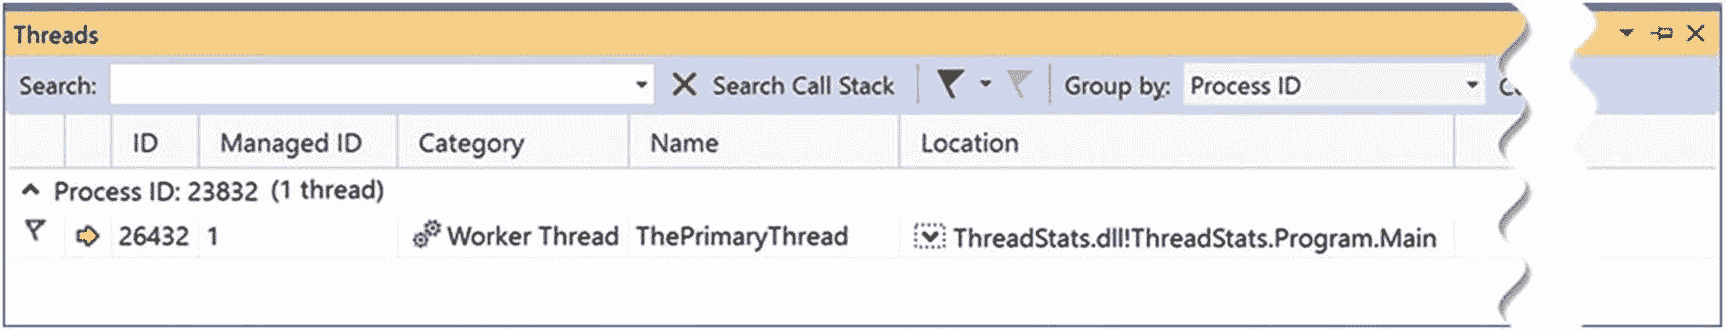 Threads
Search: Search Call Stack Group by: Process ID
ID Managed ID Category Name Location
Process ID: 23832 (1 thread)
26432 1 Worker Thread ThePrimaryThread ThreadStats.dll!ThreadStats.Program.Main